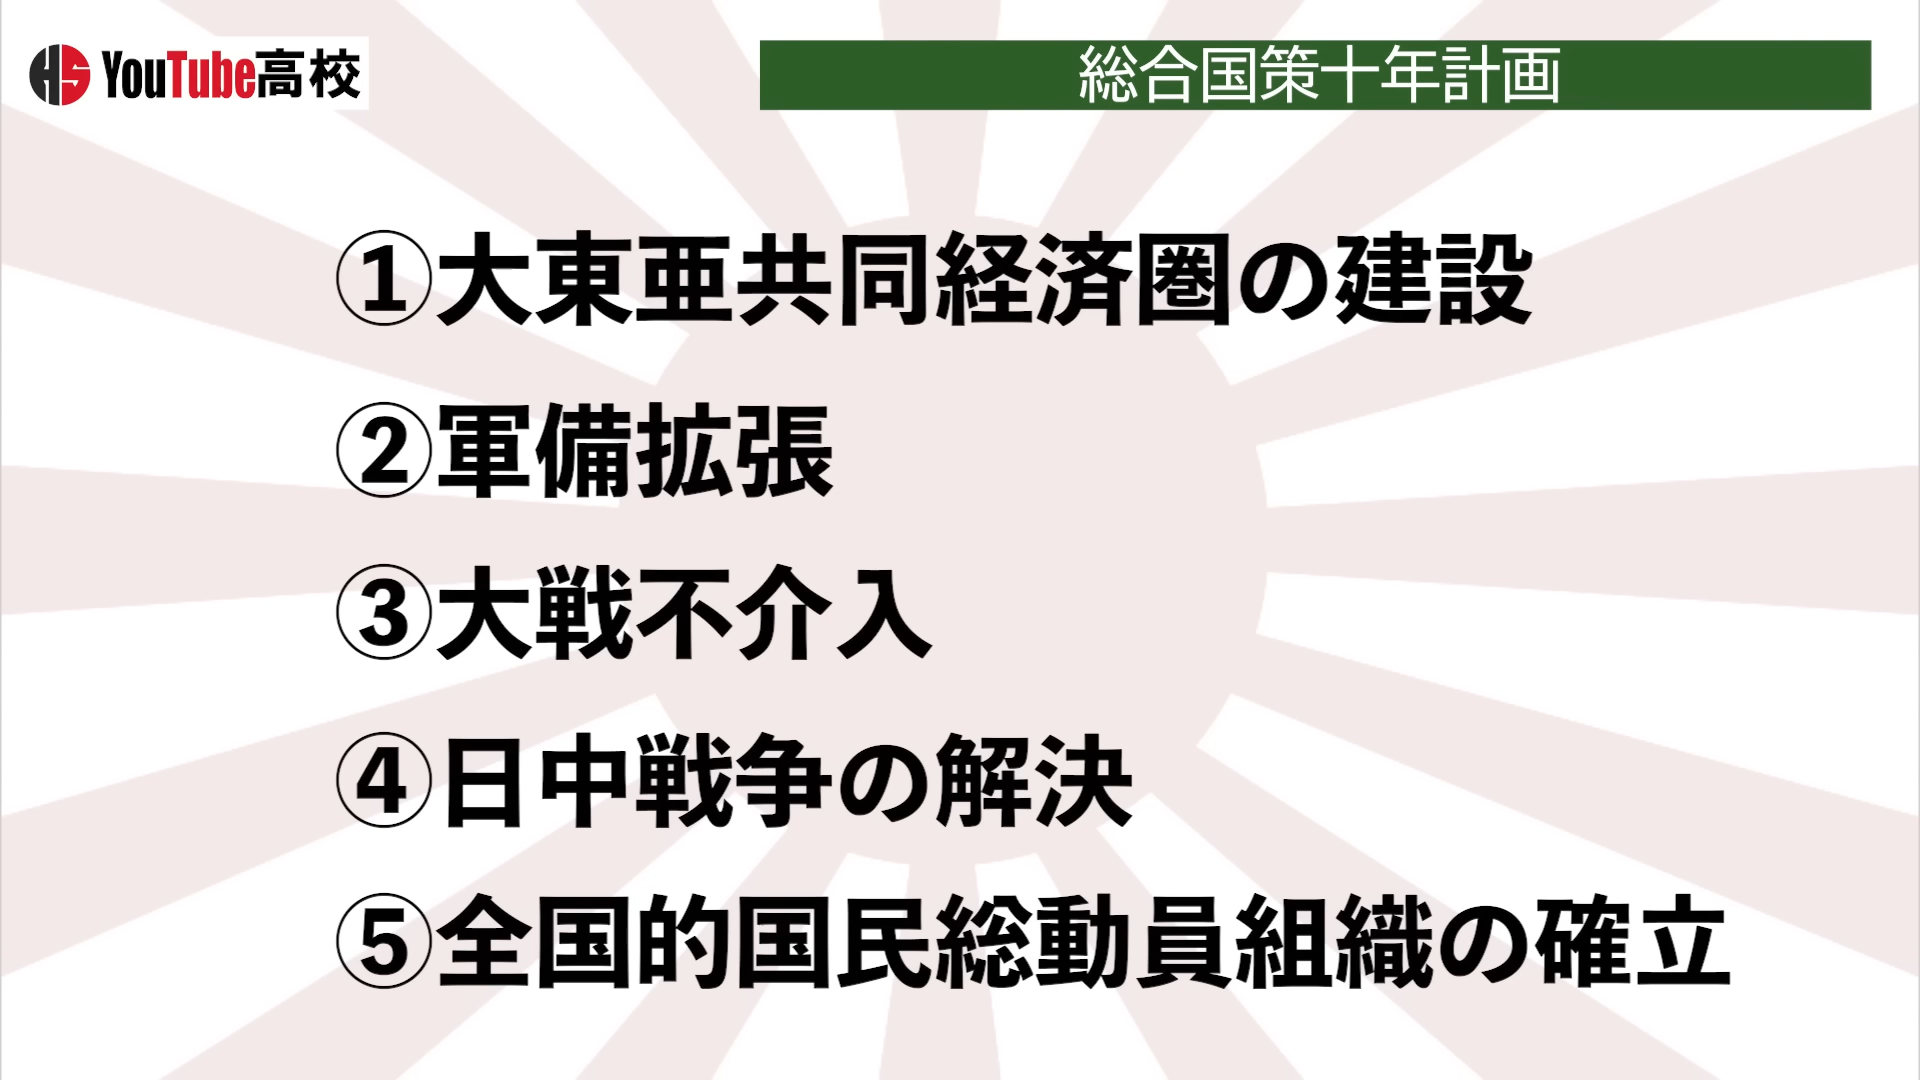 YouTube高校
総合国策十年計画
①大東亜共同経済圏の建設
②軍備拡張
③大戦不介入
④日中戦争の解決
⑤全国的国民総動員組織の確立